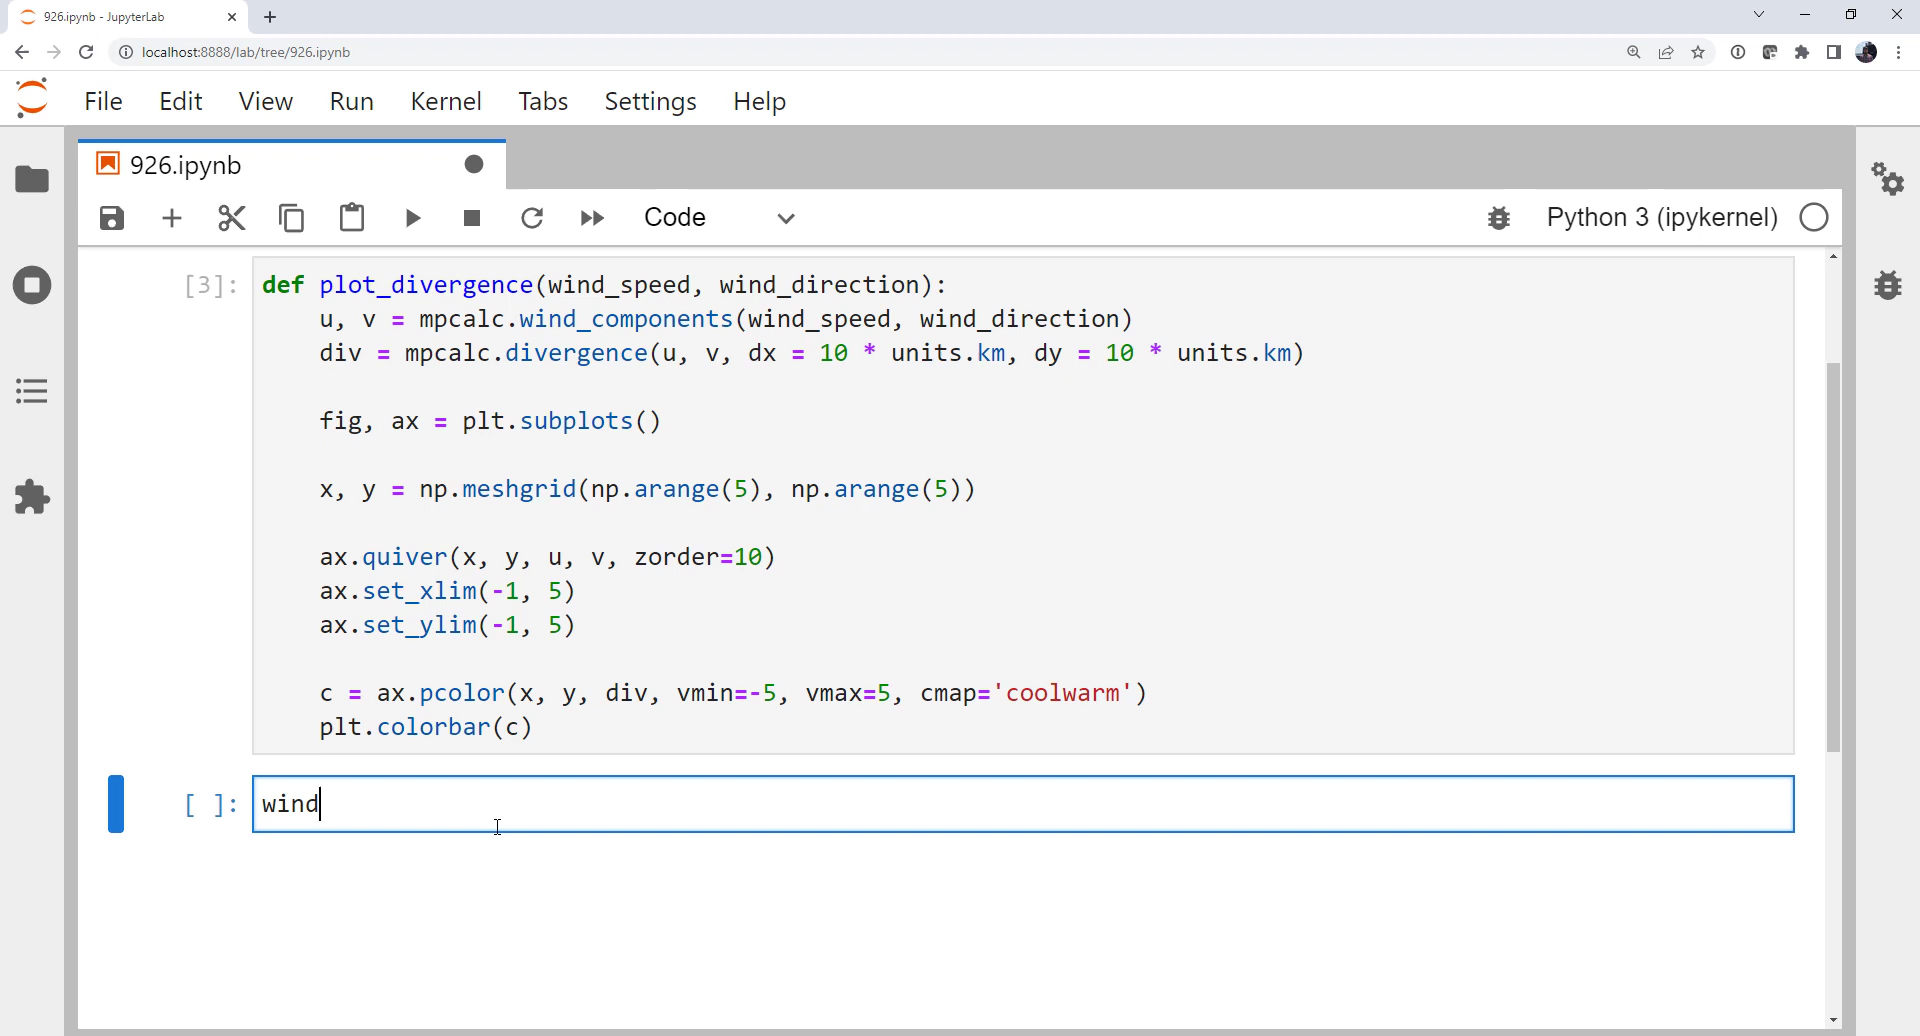 926.ipynb - JupyterLab
localhost:8888/lab/tree/926.ipynb
File Edit View Run Kernel Tabs Settings Help
926.ipynb
Code Python 3 (ipykernel)
[3]: def plot_divergence(wind_speed, wind_direction):
    u, v = mpcalc.wind_components(wind_speed, wind_direction)
    div = mpcalc.divergence(u, v, dx = 10 * units.km, dy = 10 * units.km)
    fig, ax = plt.subplots()
    x, y = np.meshgrid(np.arange(5), np.arange(5))
    ax.quiver(x, y, u, v, zorder=10)
    ax.set_xlim(-1, 5)
    ax.set_ylim(-1, 5)
    c = ax.pcolor(x, y, div, vmin=-5, vmax=5, cmap='coolwarm')
    plt.colorbar(c)
[ ]: wind